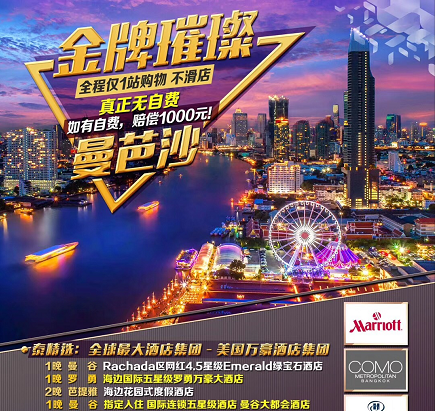 金牌璀璨
全程仅1站购物 不滑店
真正无自费
如有自费，赔偿1000元!
曼芭沙
泰精选：全球最大酒店集团 - 美国万豪酒店集团
1晚 曼 谷 Rachada区网红4.5星级Emerald绿宝石酒店
1晚 罗 勇 海边国际五星级罗勇万豪大酒店
2晚 芭提雅 海边花园式度假酒店
1晚 曼 谷 指定入住 国际连锁五星级酒店 曼谷大都会酒店
Marriott
COMO
METROPOLITAN
BANGKOK